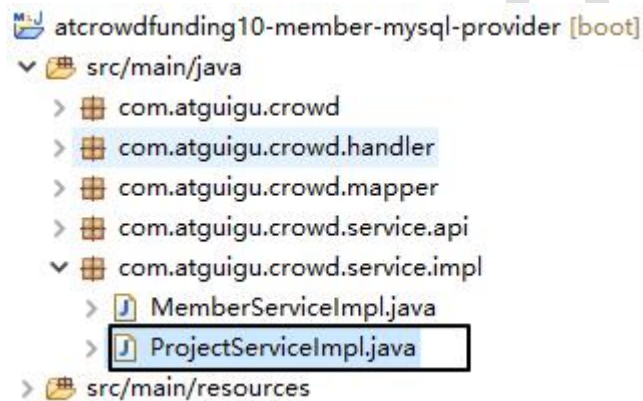 atcrowdfunding10-member-mysql-provider [boot]
src/main/java
com.atguigu.crowd
com.atguigu.crowd.handler
com.atguigu.crowd.mapper
com.atguigu.crowd.service.api
com.atguigu.crowd.service.impl
MemberServiceImpl.java
ProjectServiceImpl.java
src/main/resources